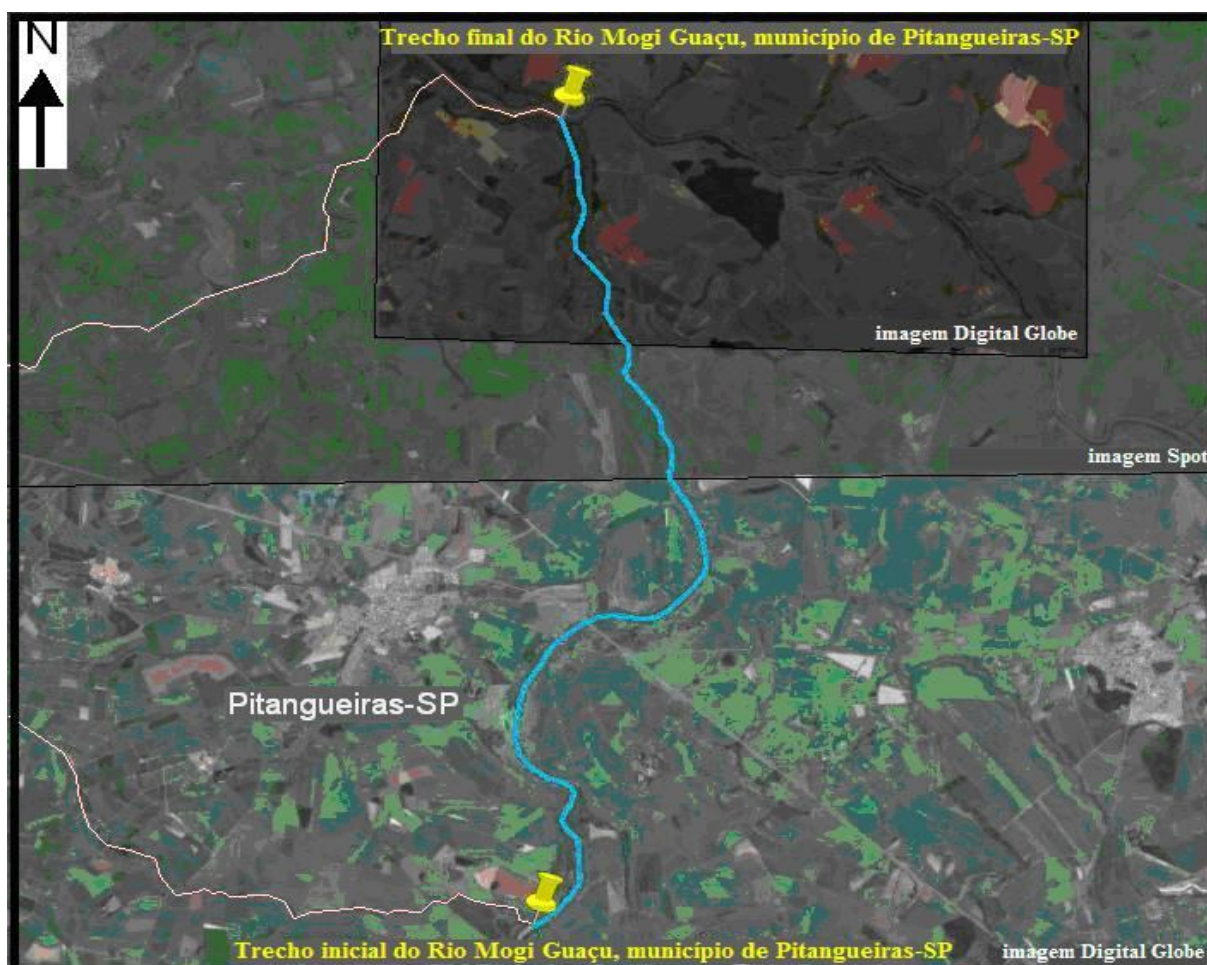 N
Trecho final do Rio Mogi Guaçu, município de Pitangueiras-SP
imagem Digital Globe
imagem Spot
Pitangueiras-SP
Trecho inicial do Rio Mogi Guaçu, município de Pitangueiras-SP
imagem Digital Globe